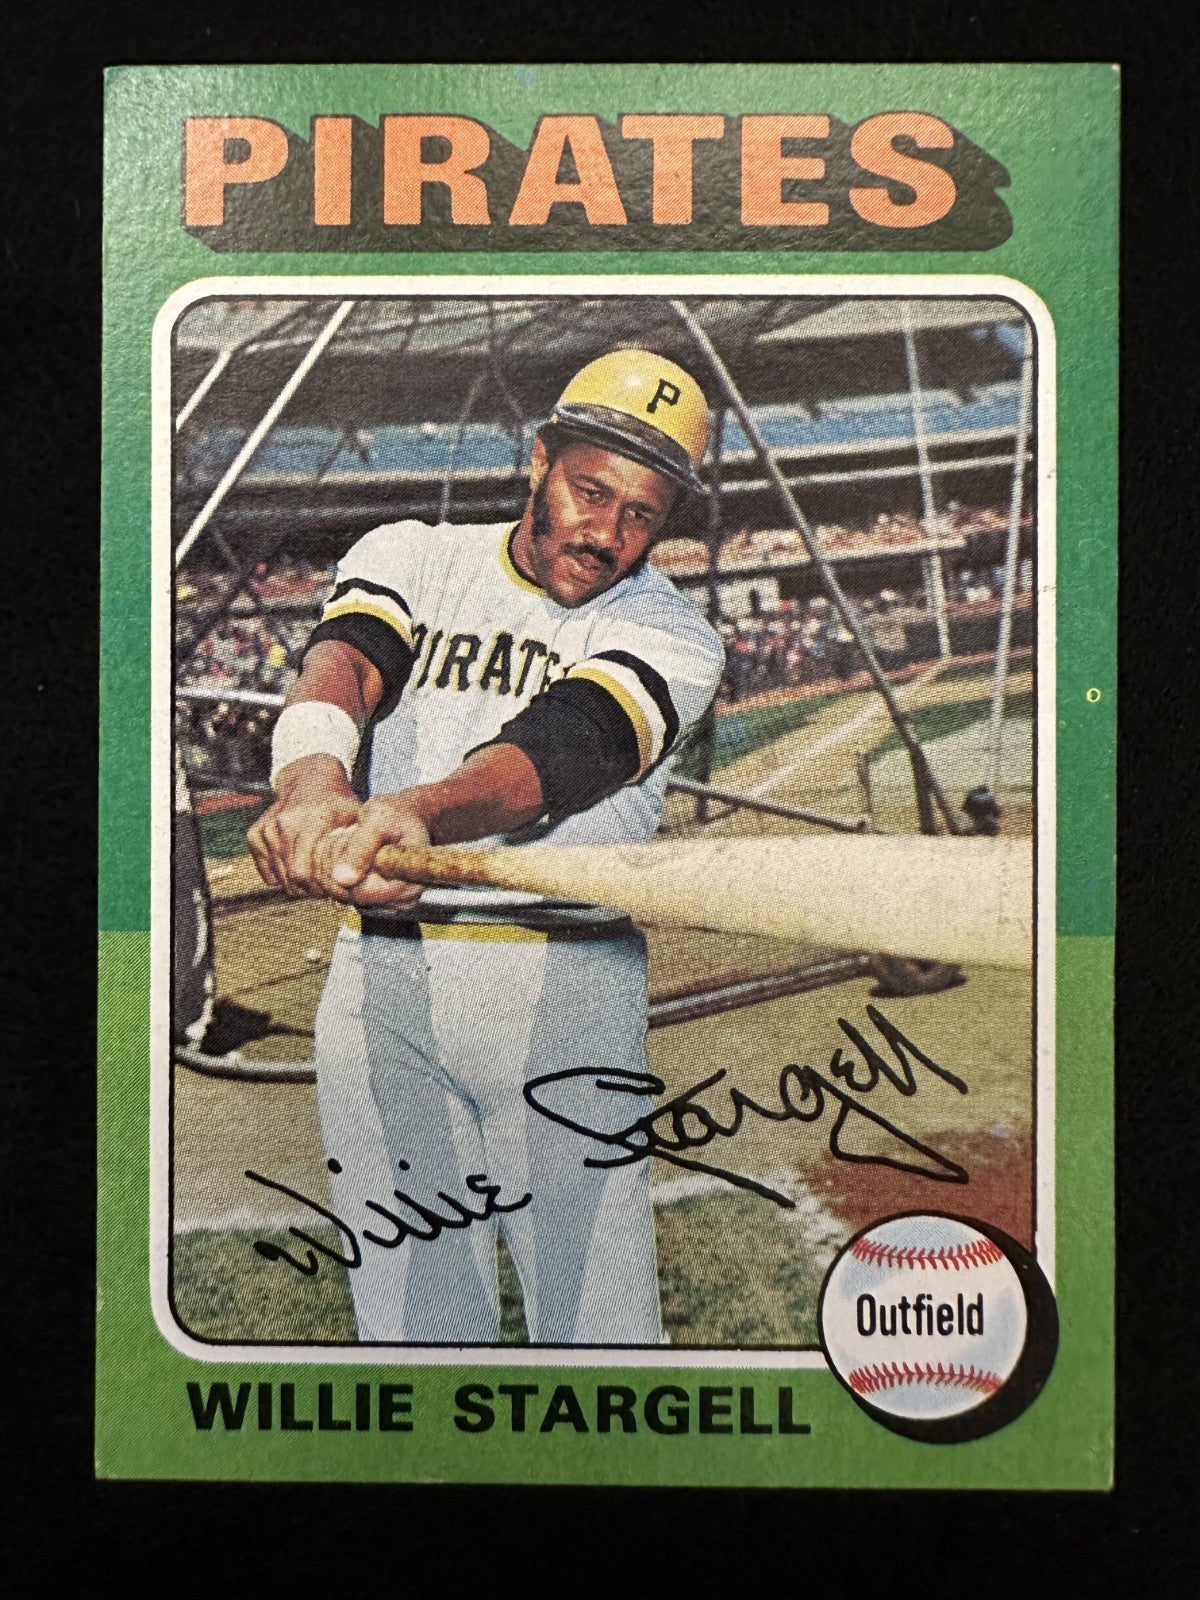 PIRATES
P
PIRATES
Willie Stargell
Outfield
WILLIE STARGELL